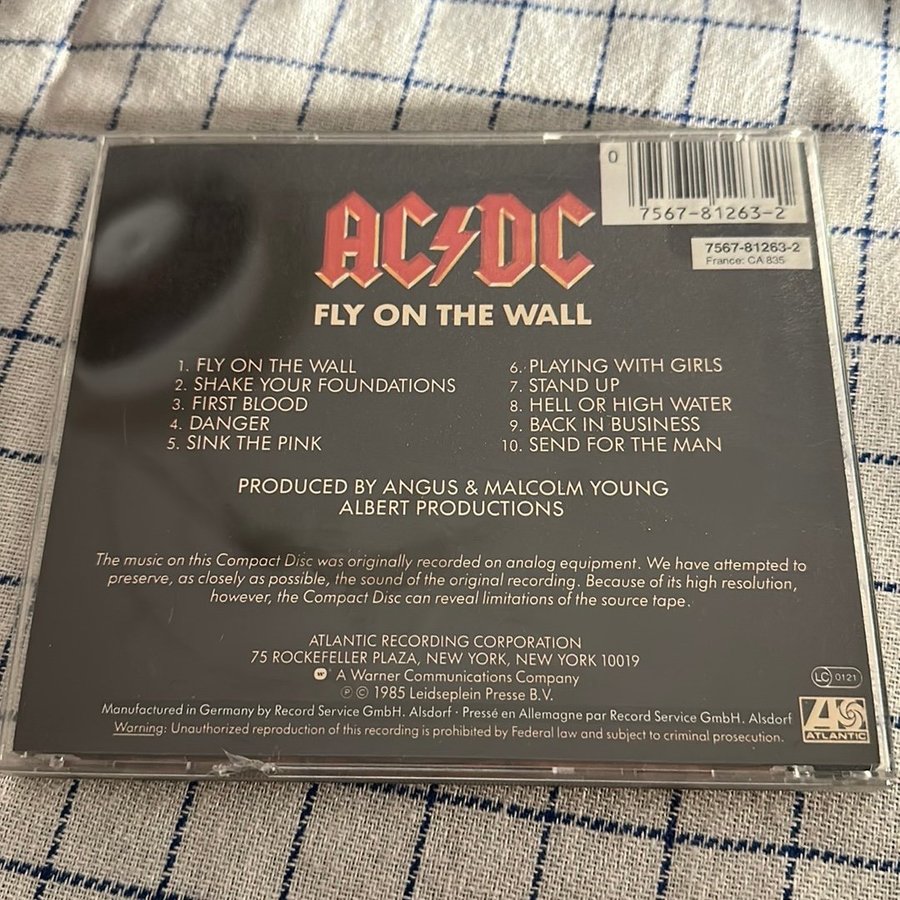 0
7567-81263-2
7567-81263-2
France: CA 835
AC DC
FLY ON THE WALL
1. FLY ON THE WALL
2. SHAKE YOUR FOUNDATIONS
3. FIRST BLOOD
4. DANGER
5. SINK THE PINK
6. PLAYING WITH GIRLS
7. STAND UP
8. HELL OR HIGH WATER
9. BACK IN BUSINESS
10. SEND FOR THE MAN
PRODUCED BY ANGUS & MALCOLM YOUNG
ALBERT PRODUCTIONS
The music on this Compact Disc was originally recorded on analog equipment. We have attempted to
preserve, as closely as possible, the sound of the original recording. Because of its high resolution,
however, the Compact Disc can reveal limitations of the source tape.
ATLANTIC RECORDING CORPORATION
75 ROCKEFELLER PLAZA, NEW YORK, NEW YORK 10019
A Warner Communications Company
℗ © 1985 Leidseplein Presse B.V.
Manufactured in Germany by Record Service GmbH. Alsdorf · Pressé en Allemagne par Record Service GmbH. Alsdorf
Warning: Unauthorized reproduction of this recording is prohibited by Federal law and subject to criminal prosecution.
LC 0121
ATLANTIC